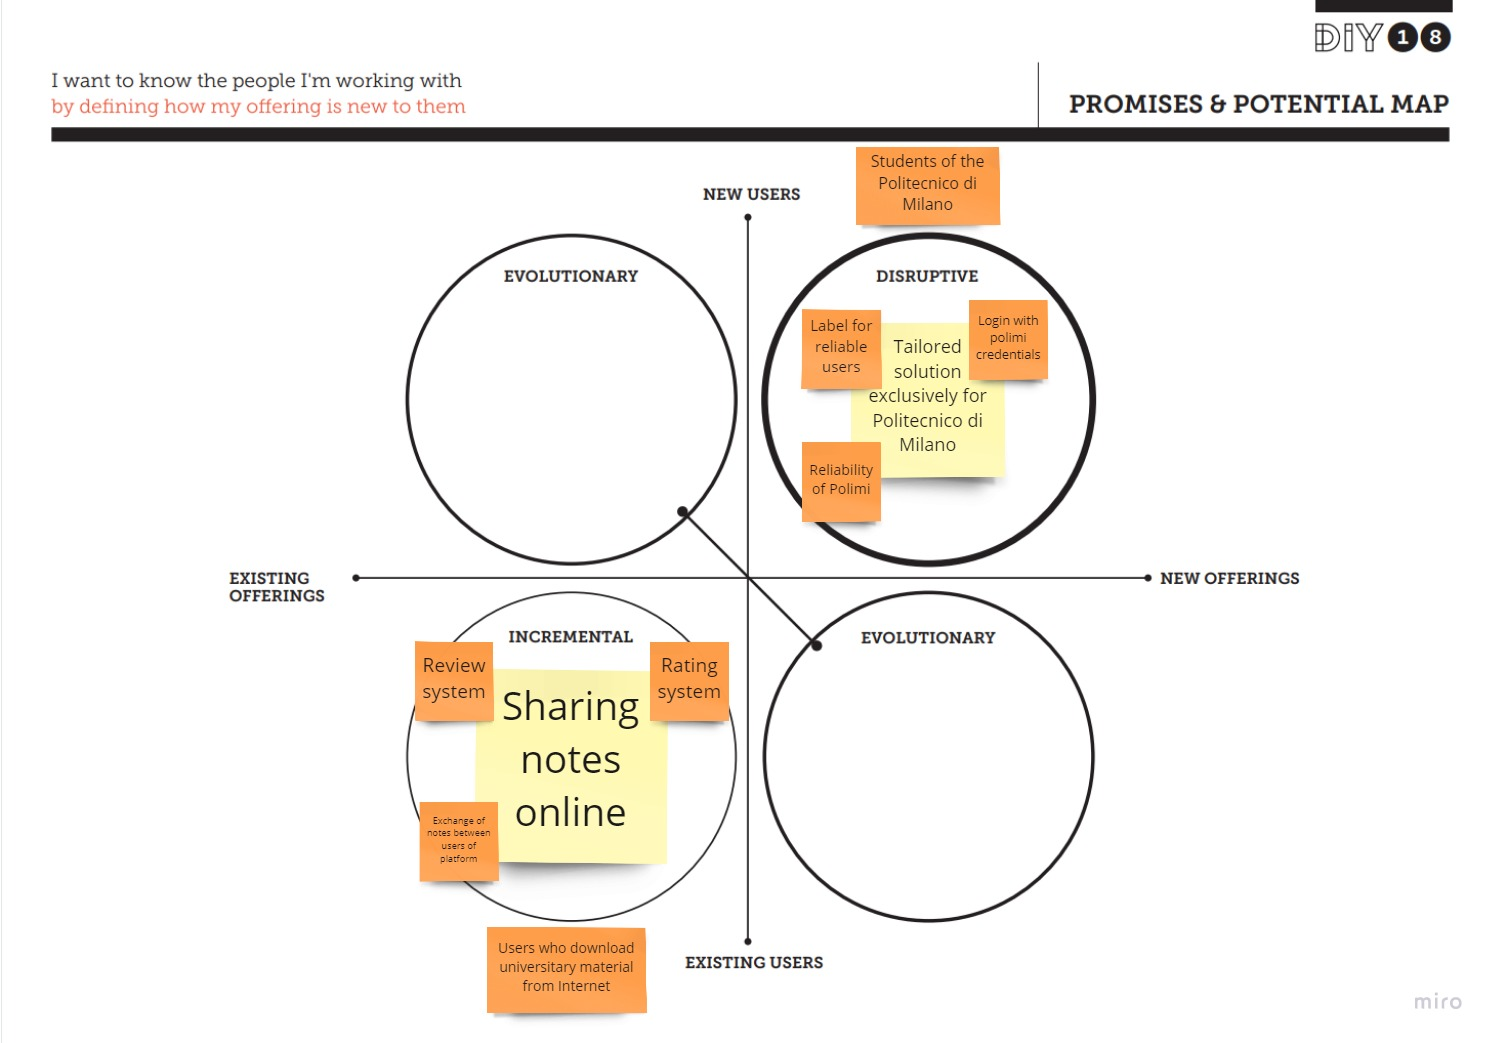 DIY 18
I want to know the people I'm working with
by defining how my offering is new to them
PROMISES & POTENTIAL MAP
Students of the
Politecnico di
Milano
NEW USERS
EVOLUTIONARY
DISRUPTIVE
Label for
reliable
users
Tailored
solution
exclusively for
Politecnico di
Milano
Login with
polimi
credentials
Reliability
of Polimi
EXISTING
OFFERINGS
NEW OFFERINGS
INCREMENTAL
EVOLUTIONARY
Review
system
Rating
system
Sharing
notes
online
Exchange of
notes between
users of
platform
Users who download
universitary material
from Internet
EXISTING USERS
miro